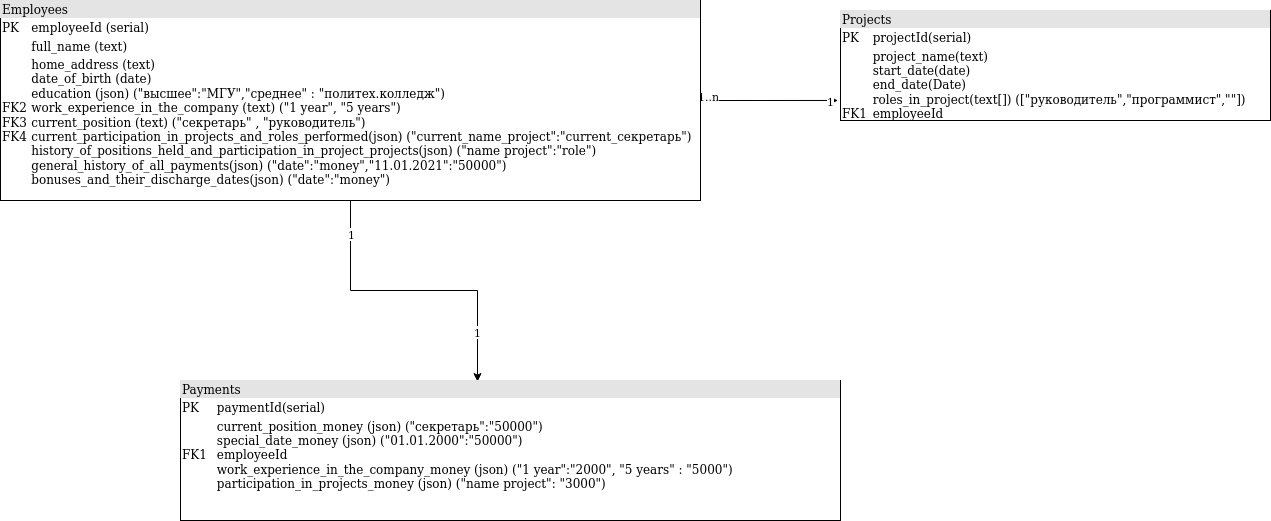 Employees
PK employeeId (serial)
full_name (text)
home_address (text)
date_of_birth (date)
education (json) ("высшее":"МГУ","среднее" : "политех.колледж")
FK2 work_experience_in_the_company (text) ("1 year", "5 years")
FK3 current_position (text) ("секретарь" , "руководитель")
FK4 current_participation_in_projects_and_roles_performed(json) ("current_name_project":"current_секретарь")
history_of_positions_held_and_participation_in_project_projects(json) ("name project":"role")
general_history_of_all_payments(json) ("date":"money","11.01.2021":"50000")
bonuses_and_their_discharge_dates(json) ("date":"money")
1..n
1
Projects
PK projectId(serial)
project_name(text)
start_date(date)
end_date(Date)
roles_in_project(text[]) (["руководитель","программист",""])
FK1 employeeId
1
1
Payments
PK paymentId(serial)
current_position_money (json) ("секретарь":"50000")
special_date_money (json) ("01.01.2000":"50000")
FK1 employeeId
work_experience_in_the_company_money (json) ("1 year":"2000", "5 years" : "5000")
participation_in_projects_money (json) ("name project": "3000")